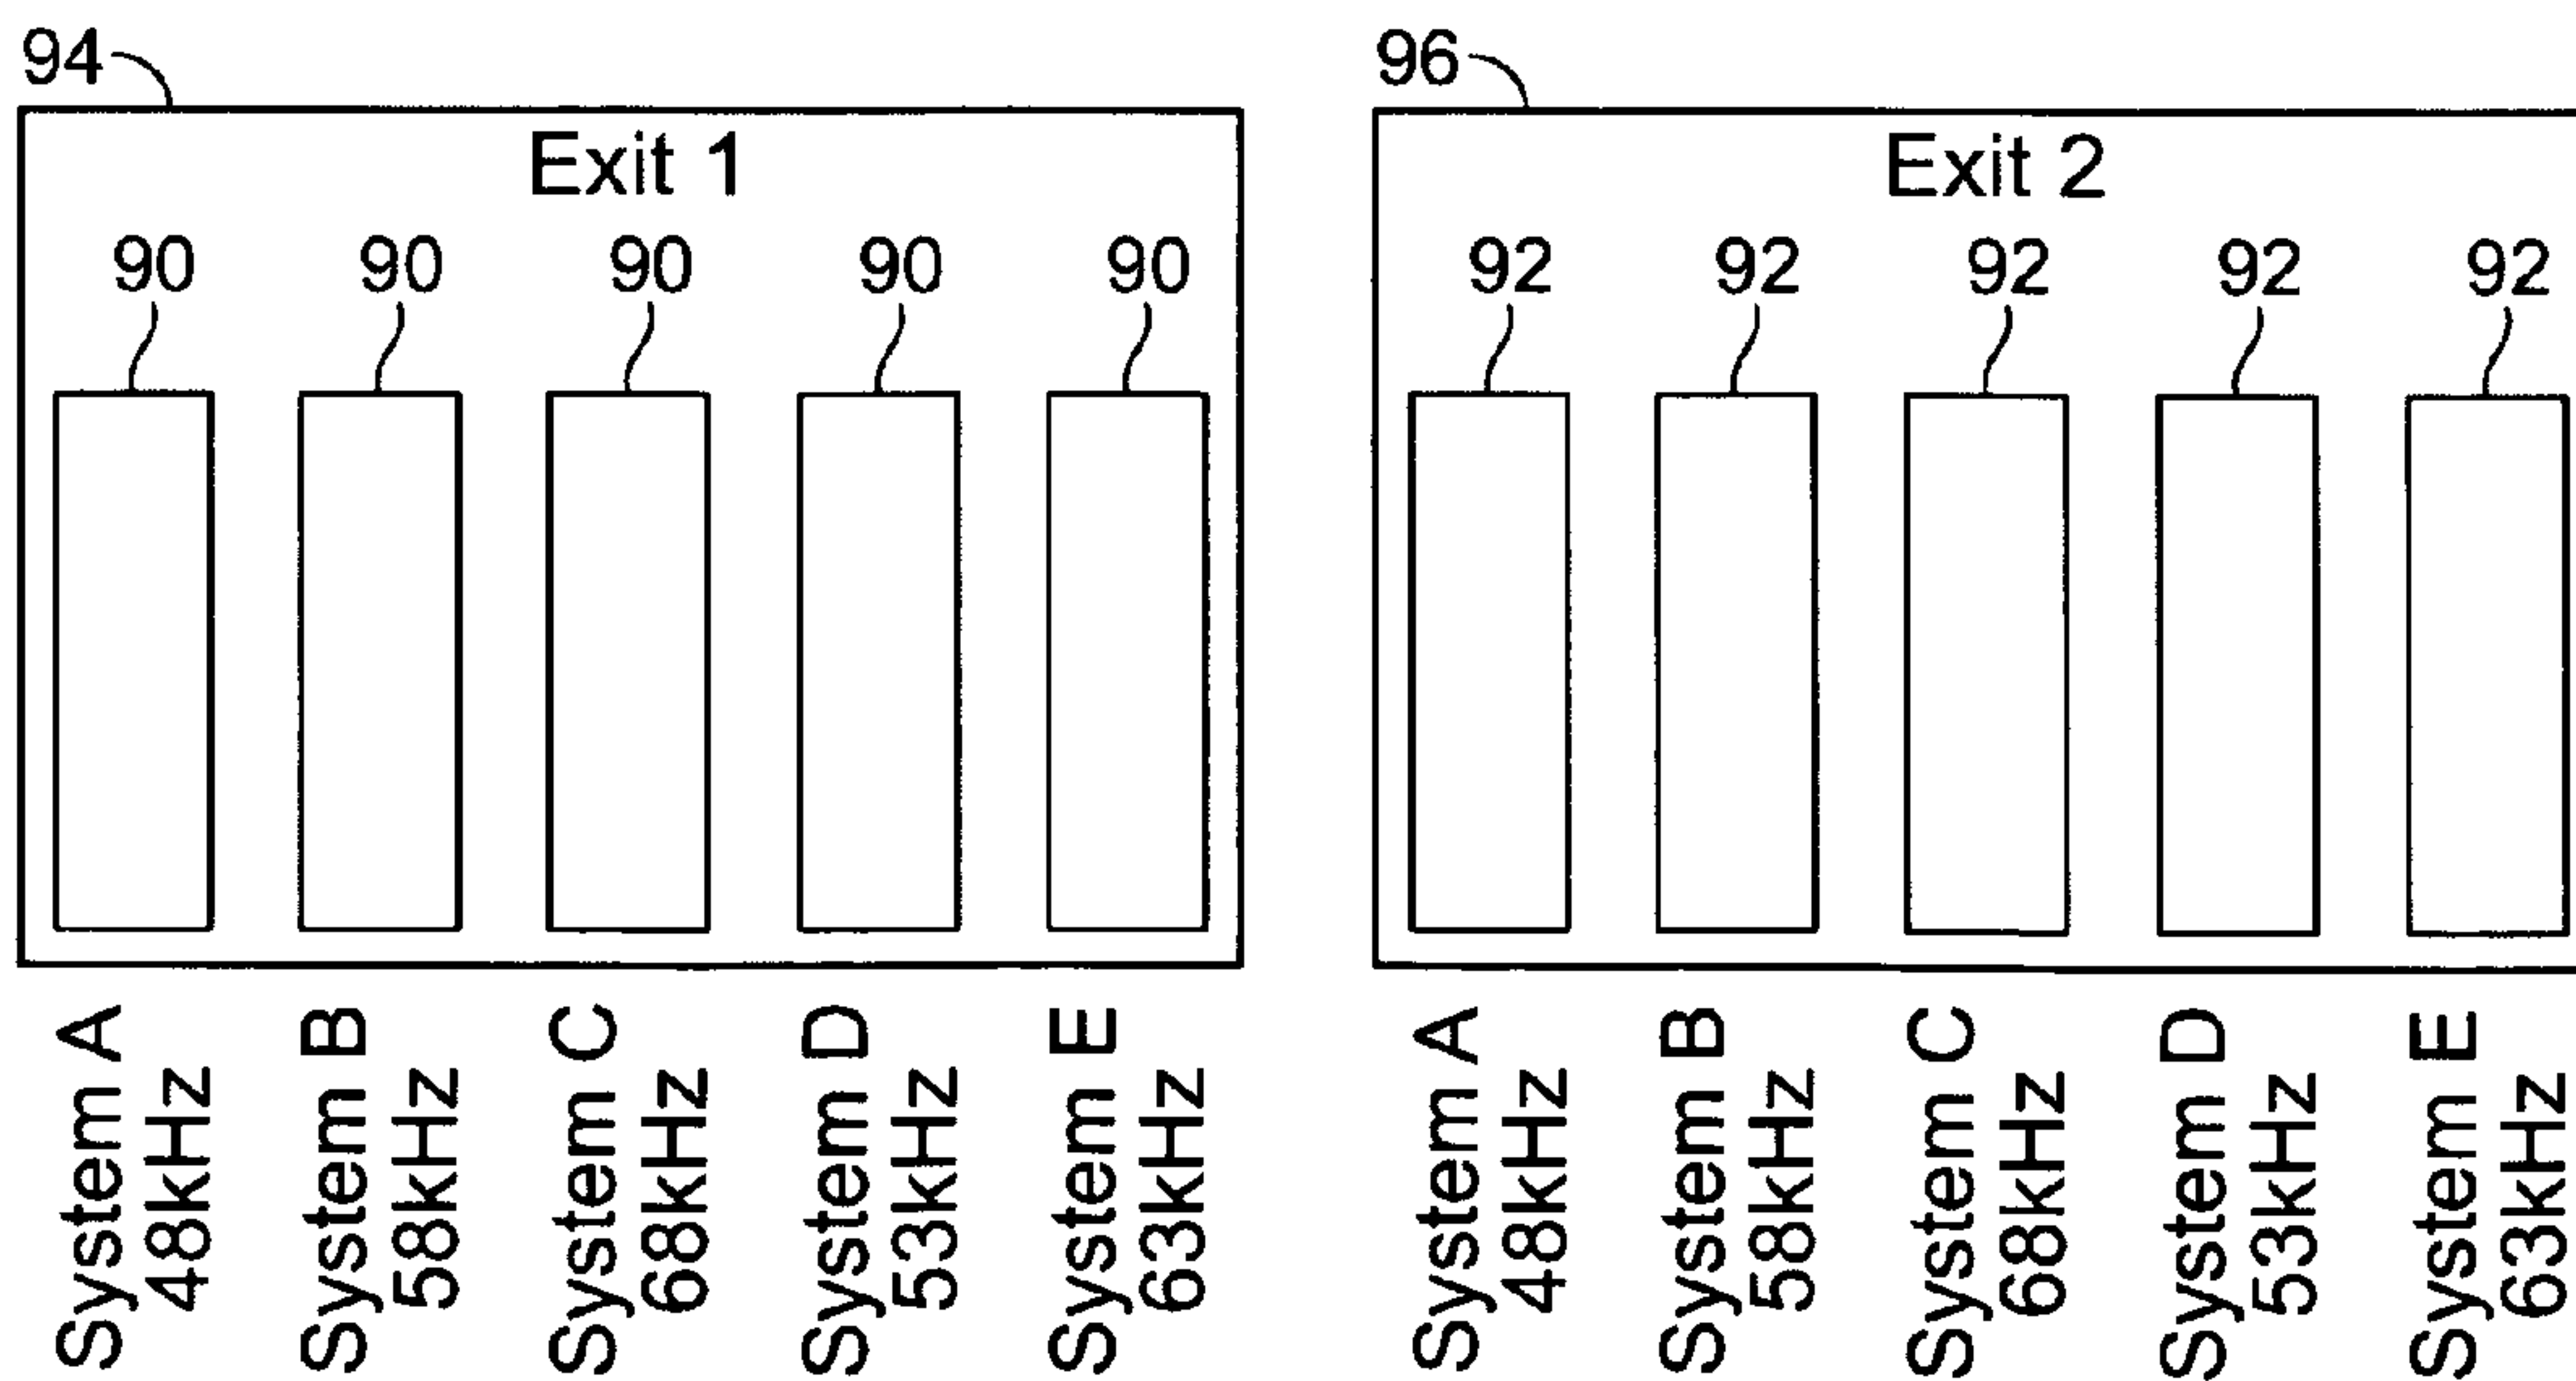 94
96
Exit 1
Exit 2
90 90 90 90 90
92 92 92 92 92
System A
48kHz
System B
58kHz
System C
68kHz
System D
53kHz
System E
63kHz
System A
48kHz
System B
58kHz
System C
68kHz
System D
53kHz
System E
63kHz